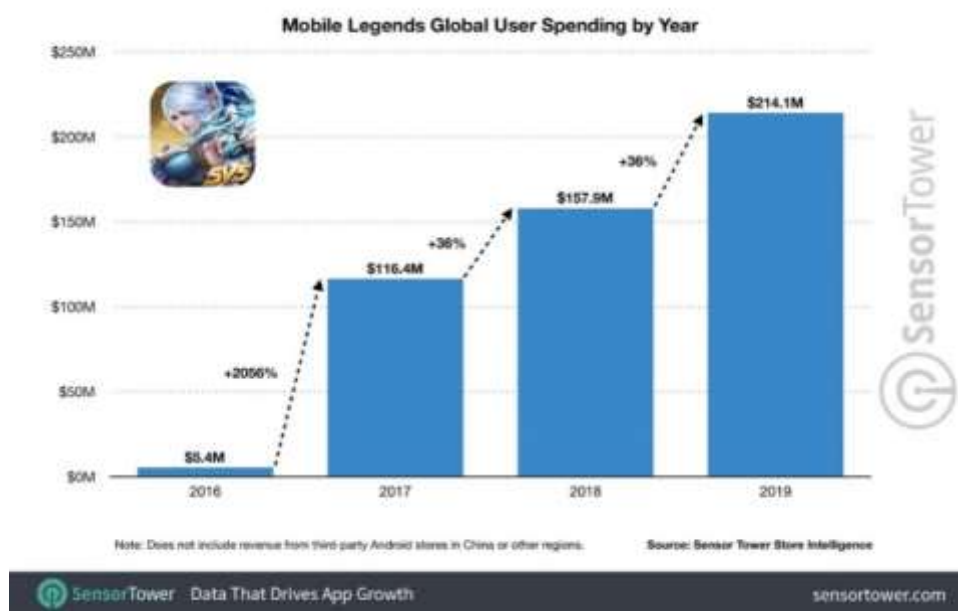 Mobile Legends Global User Spending by Year
$250M
$200M
$150M
$100M
$50M
$0M
5V5
$5.4M
+2056%
$116.4M
+36%
$157.9M
+36%
$214.1M
2016
2017
2018
2019
SensorTower
Note: Does not include revenue from third-party Android stores in China or other regions.
Source: Sensor Tower Store Intelligence
SensorTower Data That Drives App Growth
sensortower.com